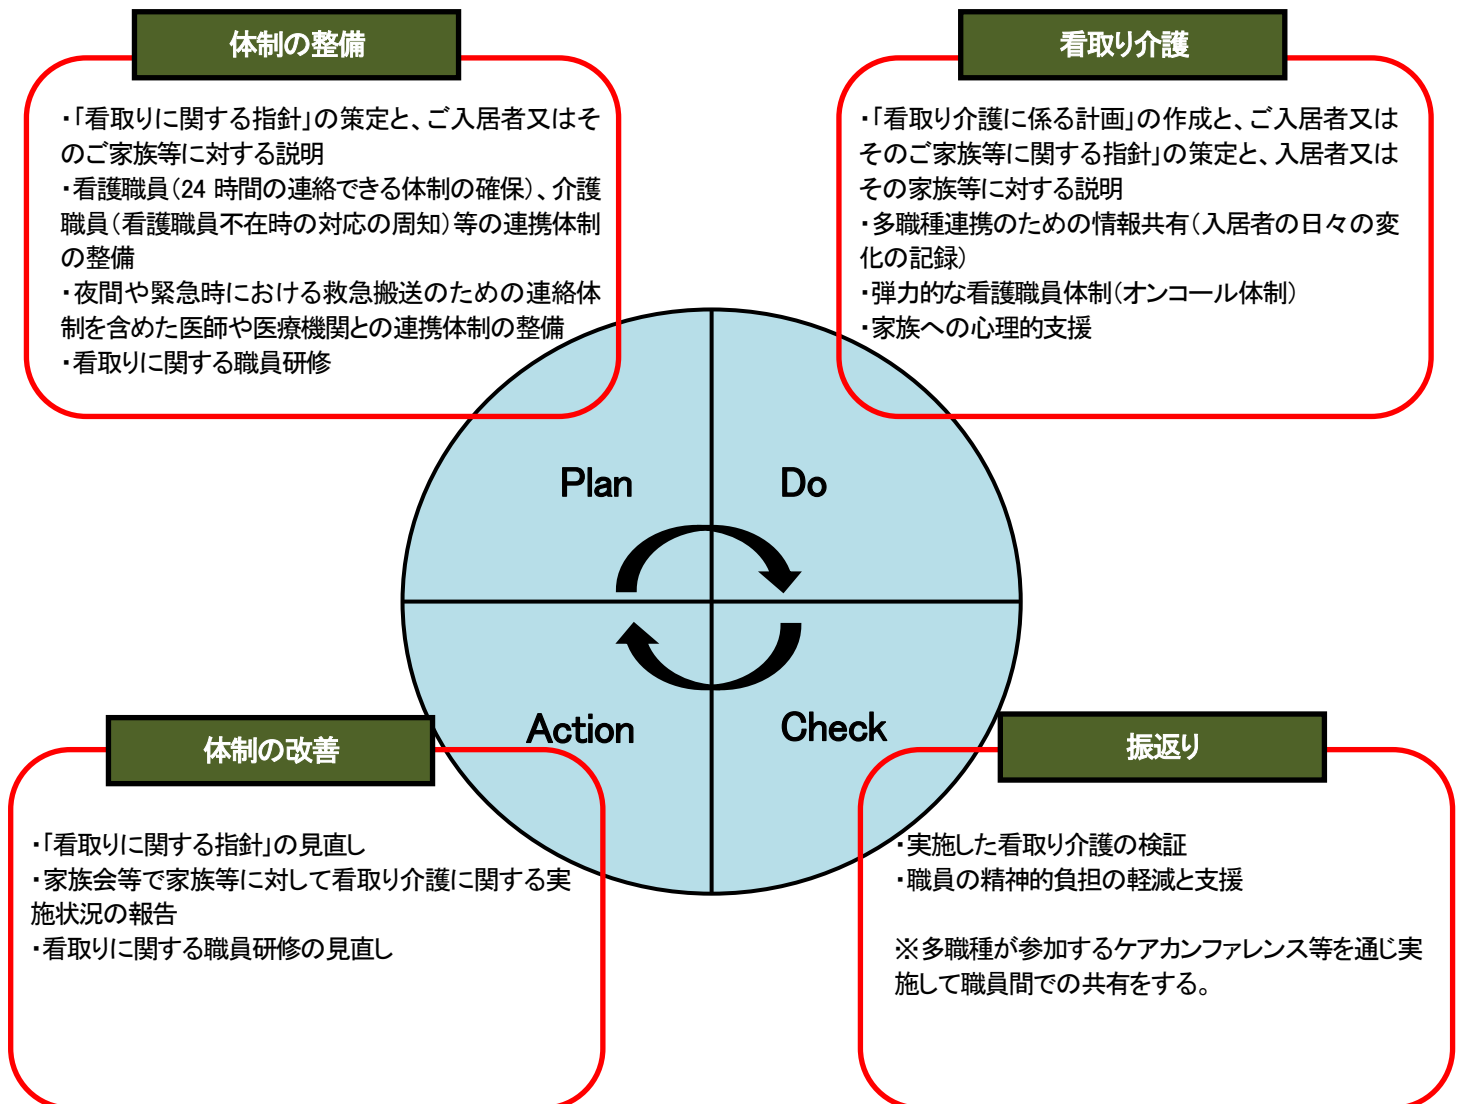 体制の整備
・「看取りに関する指針」の策定と、ご入居者又はそ
のご家族等に対する説明
・看護職員（24 時間の連絡できる体制の確保）、介護
職員（看護職員不在時の対応の周知）等の連携体制
の整備
・夜間や緊急時における救急搬送のための連絡体
制を含めた医師や医療機関との連携体制の整備
・看取りに関する職員研修
看取り介護
・「看取り介護に係る計画」の作成と、ご入居者又は
そのご家族等に関する指針」の策定と、入居者又は
その家族等に対する説明
・多職種連携のための情報共有（入居者の日々の変
化の記録）
・弾力的な看護職員体制（オンコール体制）
・家族への心理的支援
Plan
Do
Action
Check
体制の改善
・「看取りに関する指針」の見直し
・家族会等で家族等に対して看取り介護に関する実
施状況の報告
・看取りに関する職員研修の見直し
振返り
・実施した看取り介護の検証
・職員の精神的負担の軽減と支援
※多職種が参加するケアカンファレンス等を通じ実
施して職員間での共有をする。